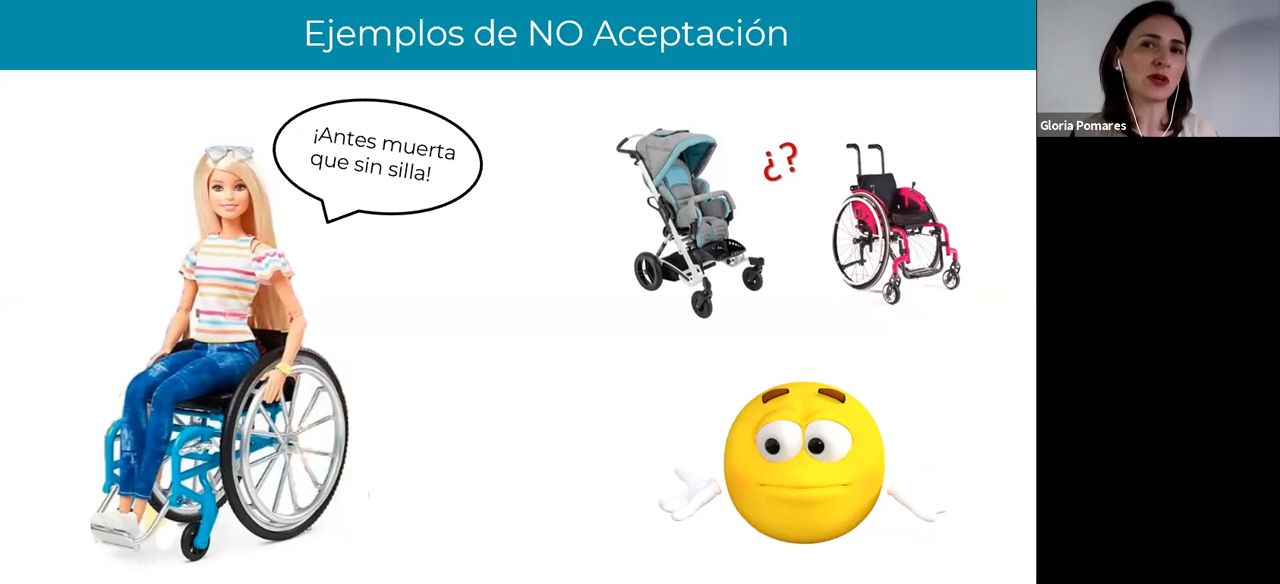 Ejemplos de NO Aceptación
¡Antes muerta
que sin silla!
¿?
Gloria Pomares